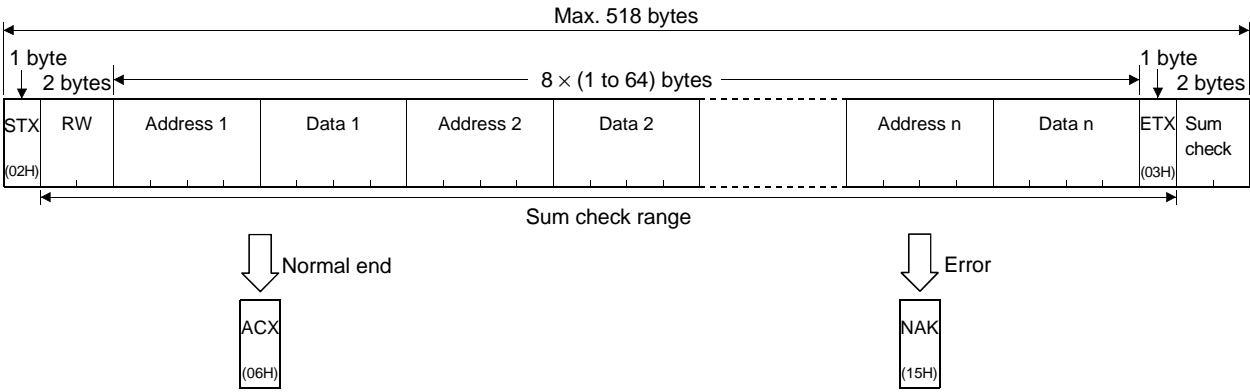 Max. 518 bytes
1 byte
2 bytes
8 × (1 to 64) bytes
1 byte
2 bytes
STX
(02H)
RW
Address 1
Data 1
Address 2
Data 2
Address n
Data n
ETX
(03H)
Sum
check
Sum check range
Normal end
Error
ACX
(06H)
NAK
(15H)